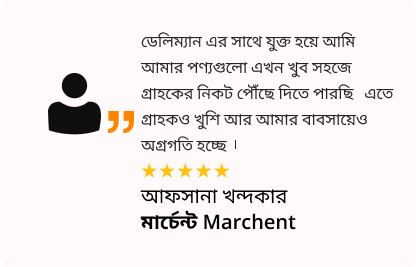 ডেলিম্যান এর সাথে যুক্ত হয়ে আমি
আমার পণ্যগুলো এখন খুব সহজে
গ্রাহকের নিকট পৌঁছে দিতে পারছি এতে
গ্রাহকও খুশি আর আমার বাবসায়েও
অগ্রগতি হচ্ছে ।
আফসানা খন্দকার
মার্চেন্ট Marchent